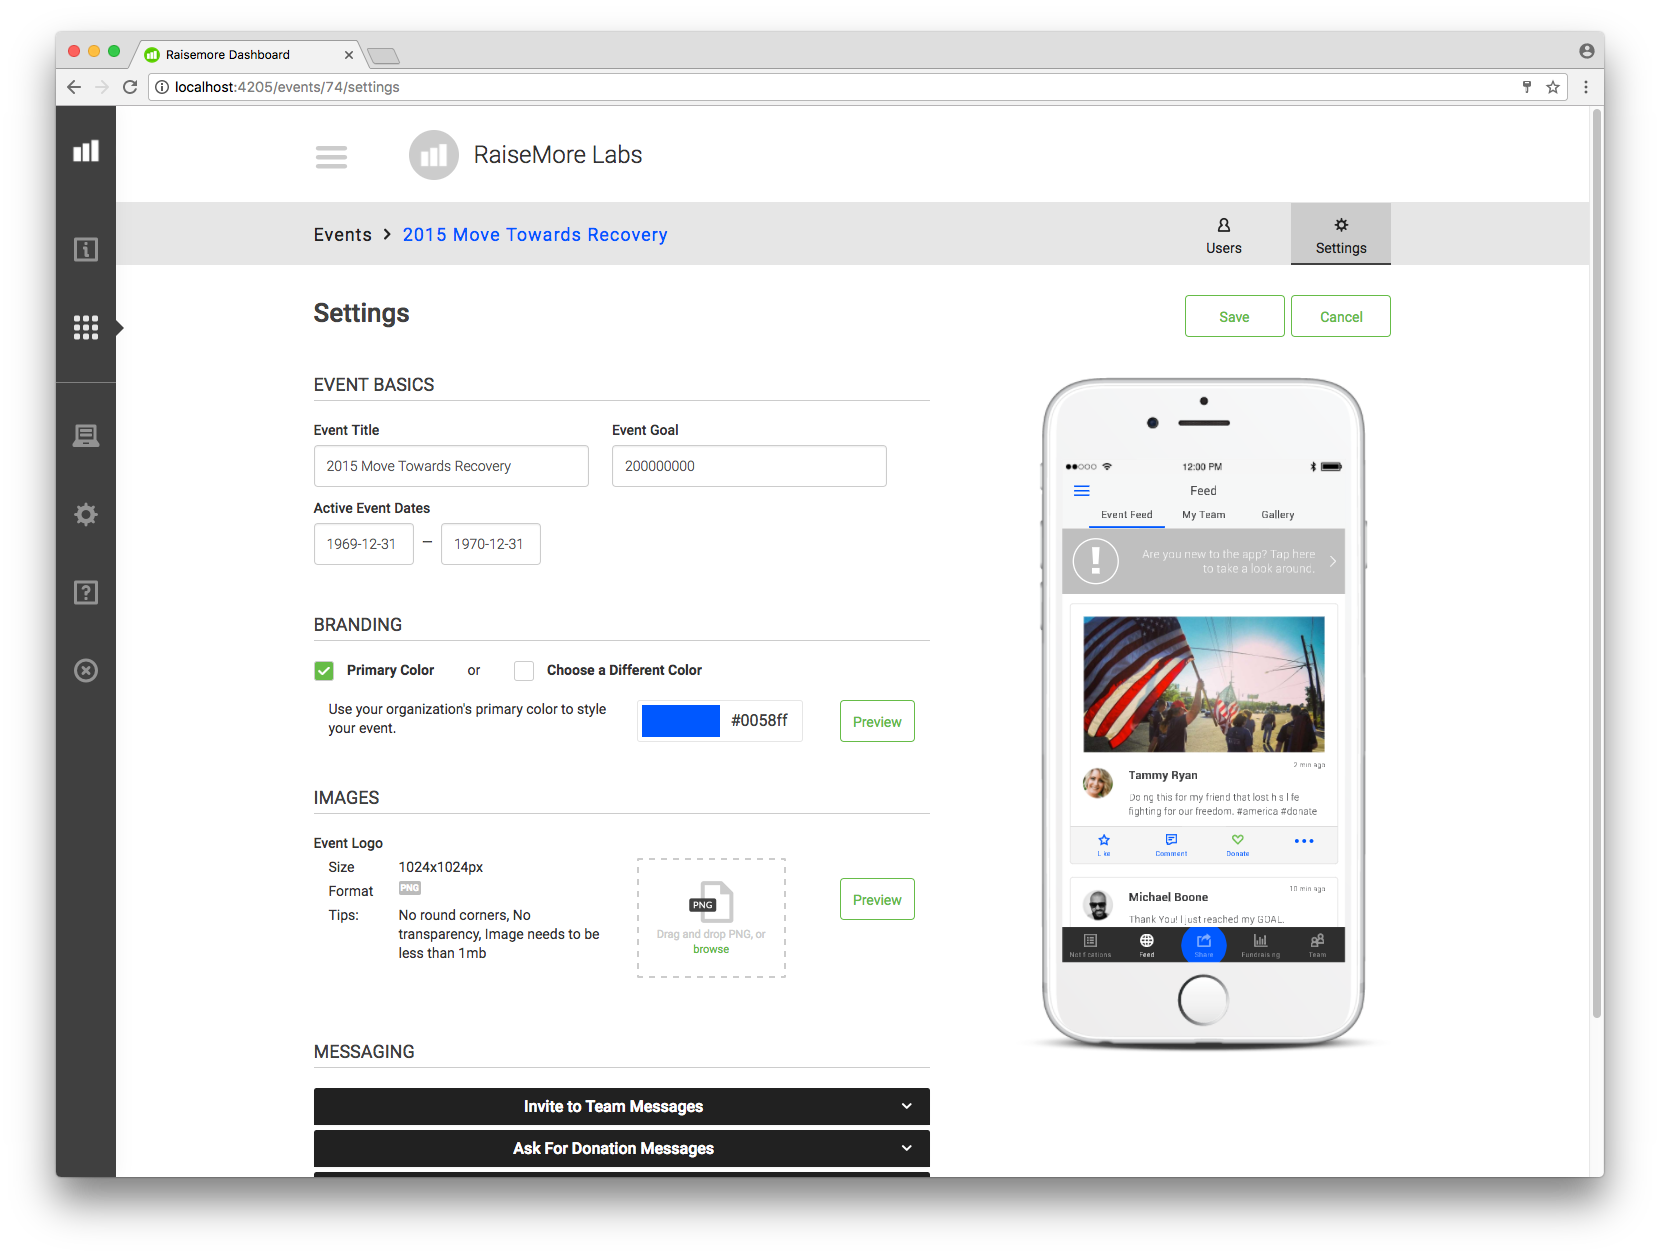 Raisemore Dashboard
localhost:4205/events/74/settings
RaiseMore Labs
Events > 2015 Move Towards Recovery
Users
Settings
Settings
Save
Cancel
EVENT BASICS
Event Title
Event Goal
2015 Move Towards Recovery
200000000
Active Event Dates
1969-12-31 – 1970-12-31
BRANDING
Primary Color or Choose a Different Color
Use your organization's primary color to style
your event.
#0058ff
Preview
IMAGES
Event Logo
Size 1024x1024px
Format PNG
Tips: No round corners, No
transparency, Image needs to be
less than 1mb
PNG
Drag and drop PNG, or
browse
Preview
MESSAGING
Invite to Team Messages
Ask For Donation Messages
12:00 PM
Feed
Event Feed My Team Gallery
Are you new to the app? Tap here
to take a look around.
2 min ago
Tammy Ryan
Do ng this for my friend that lost h s l fe
fighting for our freedom. #america #donate
Like Comment Donate
10 min ago
Michael Boone
Thank You! I just reached my GOAL.
Notifications Feed Share Fundraising Team